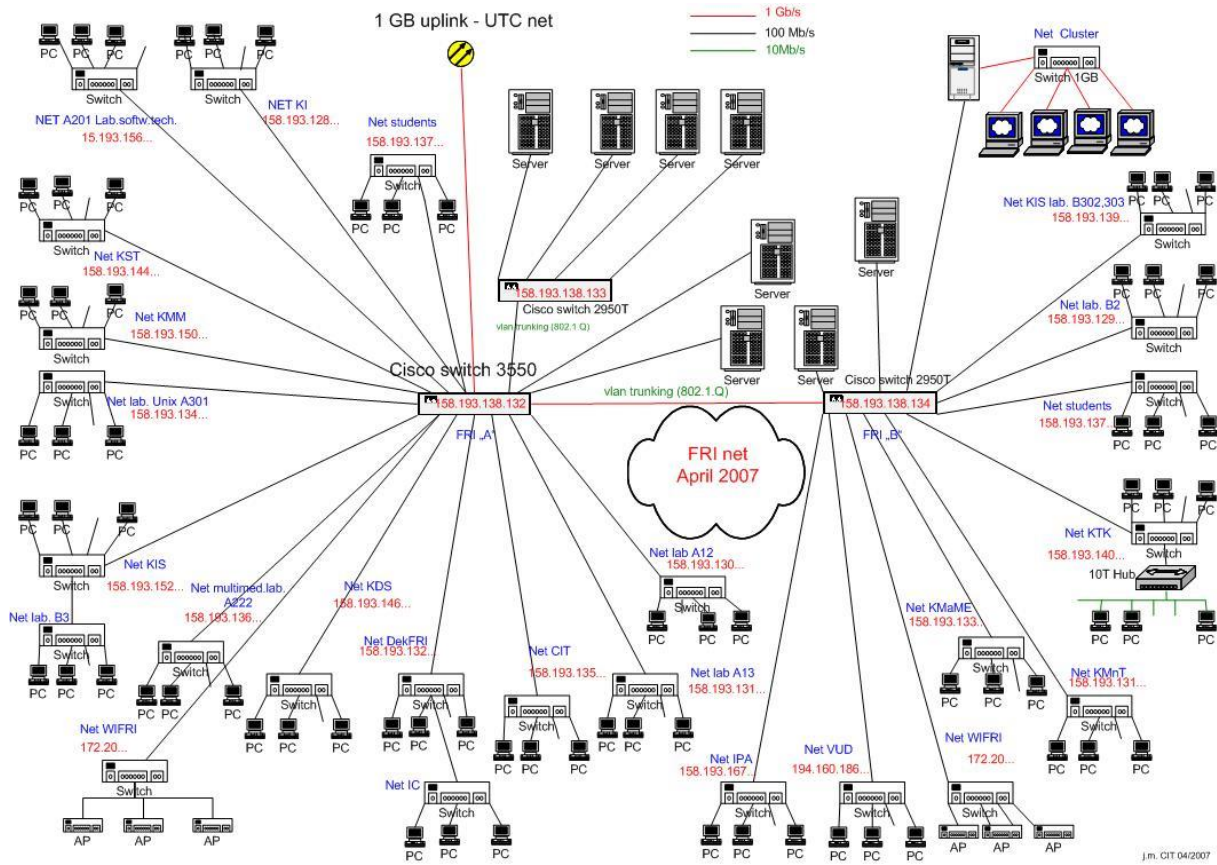 1 GB uplink - UTC net
1 Gb/s
100 Mb/s
10Mb/s
PC PC PC
Switch
NET A201 Lab.softw.tech.
15.193.156...
PC PC
Switch
NET KI
158.193.128...
Net students
158.193.137...
Switch
PC PC PC
Server
Server
Server
Server
158.193.138.133
Cisco switch 2950T
vlan trunking (802.1 Q)
Server
Server
Server
Server
Net Cluster
Switch 1GB
PC PC PC
Net KIS lab. B302,303
158.193.139...
Switch
PC PC PC
Switch
Net KST
158.193.144...
PC PC PC
Net KMM
158.193.150...
Switch
Net lab. Unix A301
158.193.134...
Switch
PC PC PC
Cisco switch 3550
158.193.138.132
FRI „A"
vlan trunking (802.1.Q)
Cisco switch 2950T
158.193.138.134
FRI „B"
FRI net
April 2007
PC PC PC
Net lab. B2
158.193.129...
Switch
Net students
158.193.137...
Switch
PC PC PC
PC PC PC
Net KTK
158.193.140...
Switch
10T Hub
PC PC PC
PC PC PC
Net KIS
158.193.152...
Switch
Net lab. B3
Switch
PC PC PC
Net multimed.lab.
A222
158.193.136...
Switch
PC PC PC
Net KDS
158.193.146...
Switch
PC PC PC
Net DekFRI
158.193.132...
Switch
PC PC
Net CIT
158.193.135...
Switch
PC PC PC
Net lab A12
158.193.130...
Switch
PC PC PC
Net lab A13
158.193.131...
Switch
PC PC PC
Net KMaME
158.193.133...
Switch
PC PC PC
Net KMnT
158.193.131...
Switch
PC PC PC
Net WIFRI
172.20...
Switch
AP AP AP
Net IC
Switch
PC PC PC
Net IPA
158.193.167...
Switch
PC PC PC
Net VUD
194.160.186...
Switch
PC PC PC
Net WIFRI
172.20...
Switch
AP AP AP
j.m. CIT 04/2007